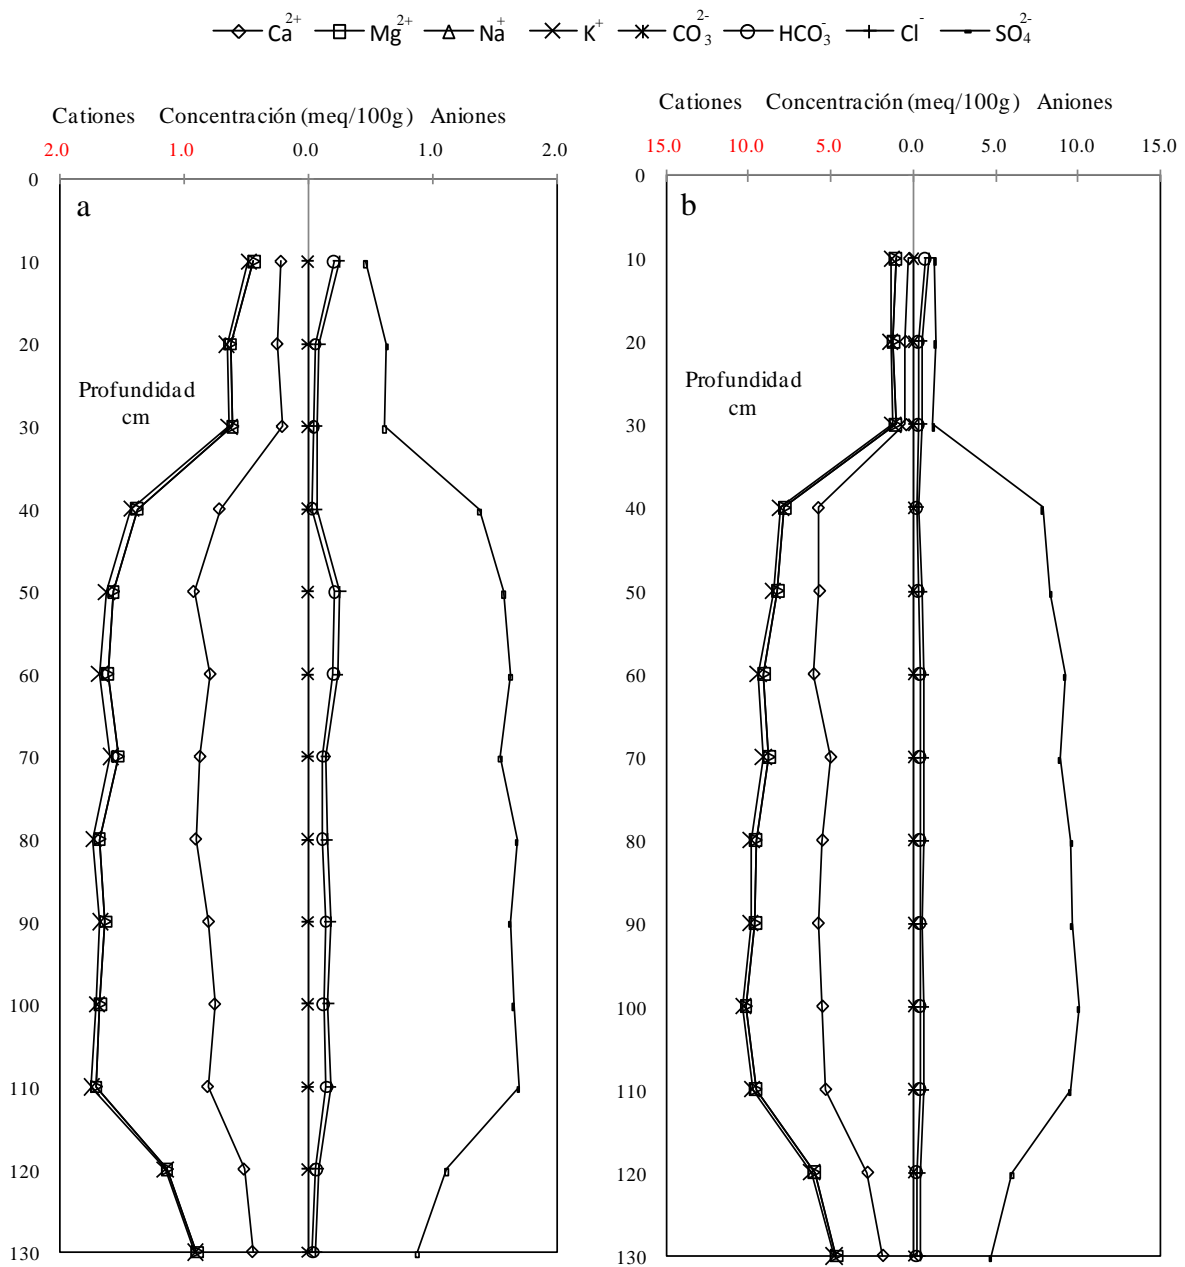 Ca2+ Mg2+ Na+ K+ CO32- HCO3- Cl- SO42-
Cationes Concentración (meq/100g) Aniones
2.0 1.0 0.0 1.0 2.0
0
a
10
20
Profundidad
cm
30
40
50
60
70
80
90
100
110
120
130
Cationes Concentración (meq/100g) Aniones
15.0 10.0 5.0 0.0 5.0 10.0 15.0
0
b
10
20
Profundidad
cm
30
40
50
60
70
80
90
100
110
120
130